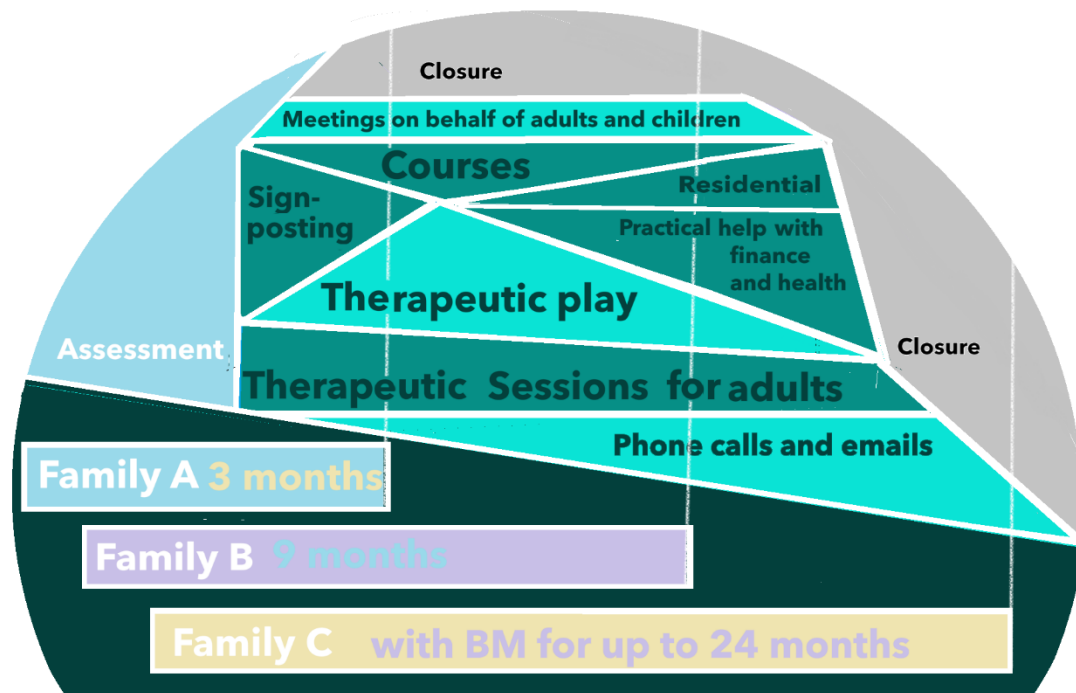 Closure
Meetings on behalf of adults and children
Courses
Sign-
posting
Residential
Practical help with
finance
and health
Therapeutic play
Assessment
Closure
Therapeutic Sessions for adults
Phone calls and emails
Family A 3 months
Family B 9 months
Family C with BM for up to 24 months